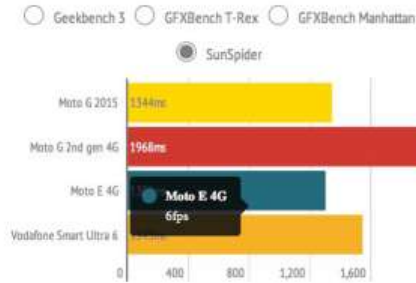 Geekbench 3 GFXBench T-Rex GFXBench Manhattan
SunSpider
Moto G 2015 1344ms
Moto G 2nd gen 4G 1968ms
Moto E 4G
Moto E 4G
6fps
Vodafone Smart Ultra 6
0 400 800 1,200 1,600